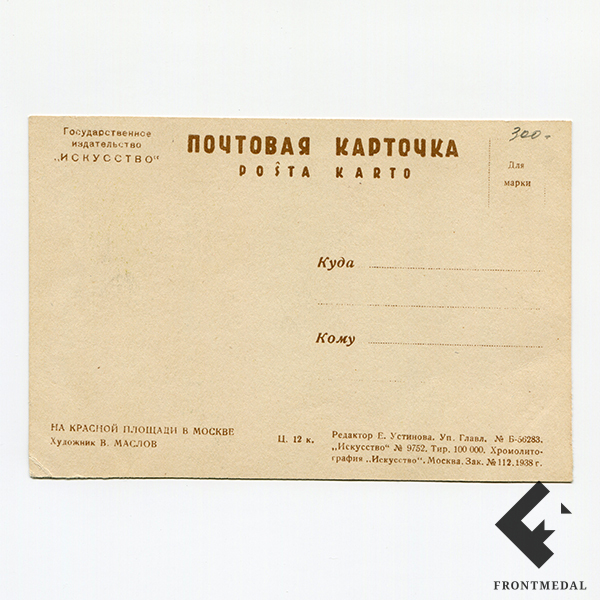 Государственное
издательство
„ИСКУССТВО“
ПОЧТОВАЯ КАРТОЧКА
POŜTA KARTO
300-
Для
марки
Куда
Кому
НА КРАСНОЙ ПЛОЩАДИ В МОСКВЕ
Художник В. МАСЛОВ
Ц. 12 к.
Редактор Е. Устинова. Уп. Главл. № Б-56283.
„Искусство“ № 9752. Тир. 100 000. Хромолито-
графия „Искусство“. Москва. Зак. № 112. 1938 г.
FRONTMEDAL